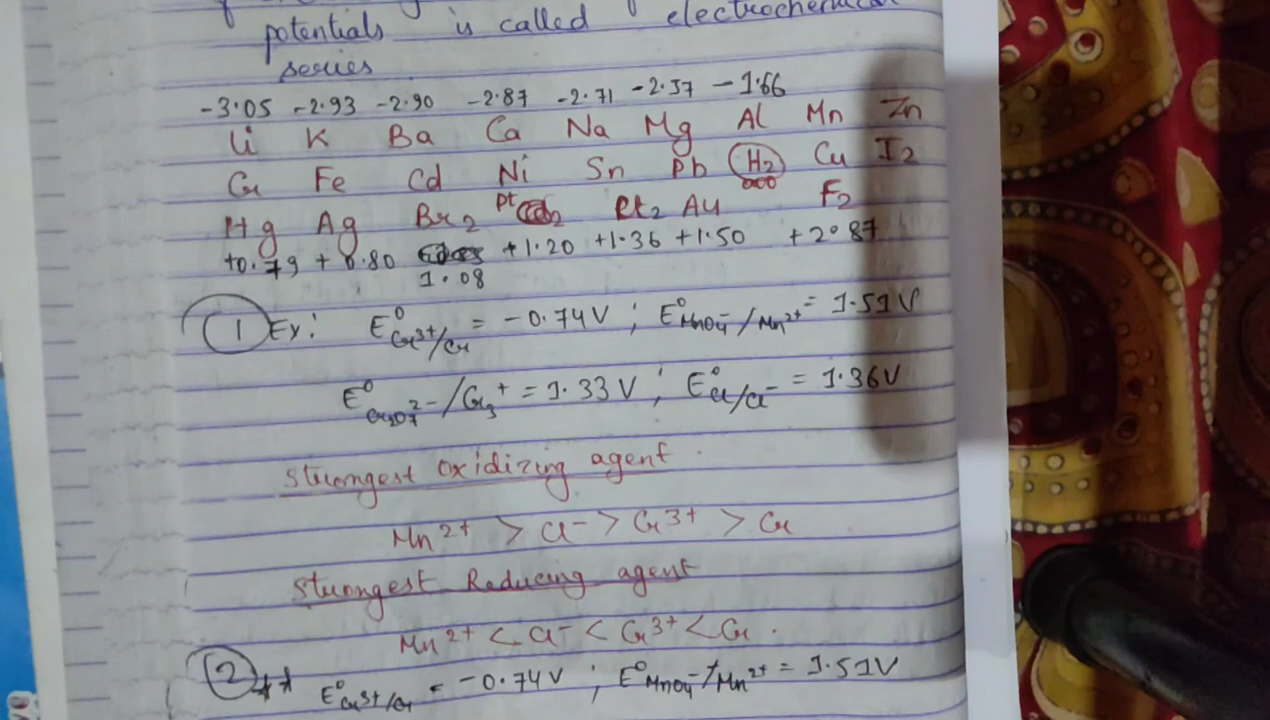 potentials is called electrochemical
series
-3.05 -2.93 -2.90 -2.87 -2.71 -2.37 -1.66
Li K Ba Ca Na Mg Al Mn Zn
Cr Fe Cd Ni Sn Pb H2 Cu I2
Hg Ag Br2 Pt Au F2
+0.79 +0.80 +1.20 +1.36 +1.50 +2.87
1.08
1 Ex: E°Cr3+/Cr = -0.74V ; E°MnO4-/Mn2+ = 1.51V
E°Cr2O7 2-/Cr3+ = 1.33V ; E°Cl/Cl- = 1.36V
Strongest oxidizing agent
Mn2+ > Cl- > Cr3+ > Cr
Strongest Reducing agent
Mn2+ < Cl- < Cr3+ < Cr.
2 ** E°Cr3+/Cr = -0.74V ; E°MnO4-/Mn2+ = 1.51V